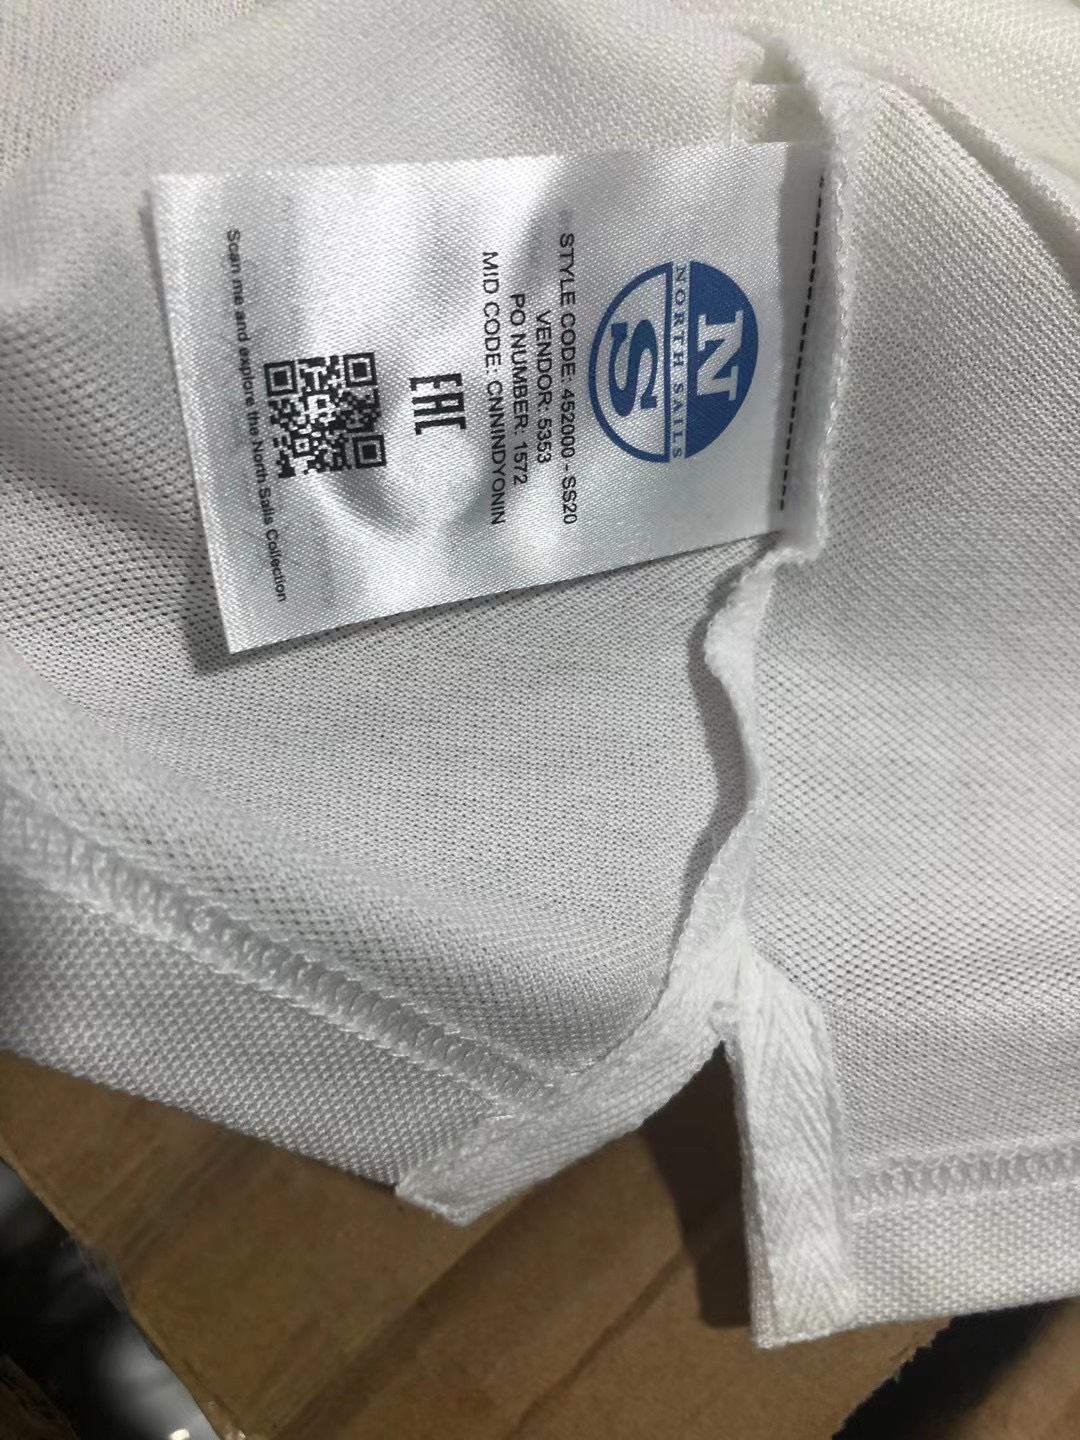 N
NORTH SAILS
S
STYLE CODE: 452000 - SS20
VENDOR: 5353
PO NUMBER: 1572
MID CODE: CNNINDYONIN
EAC
Scan me and explore the North Sails Collection